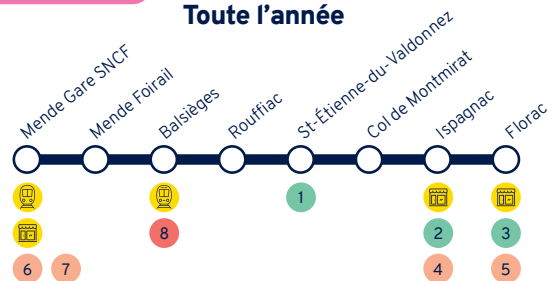 Toute l’année
Mende Gare SNCF
Mende Foirail
Balsièges
Rouffiac
St-Étienne-du-Valdonnez
Col de Montmirat
Ispagnac
Florac
1
8 2 3
6 7 4 5